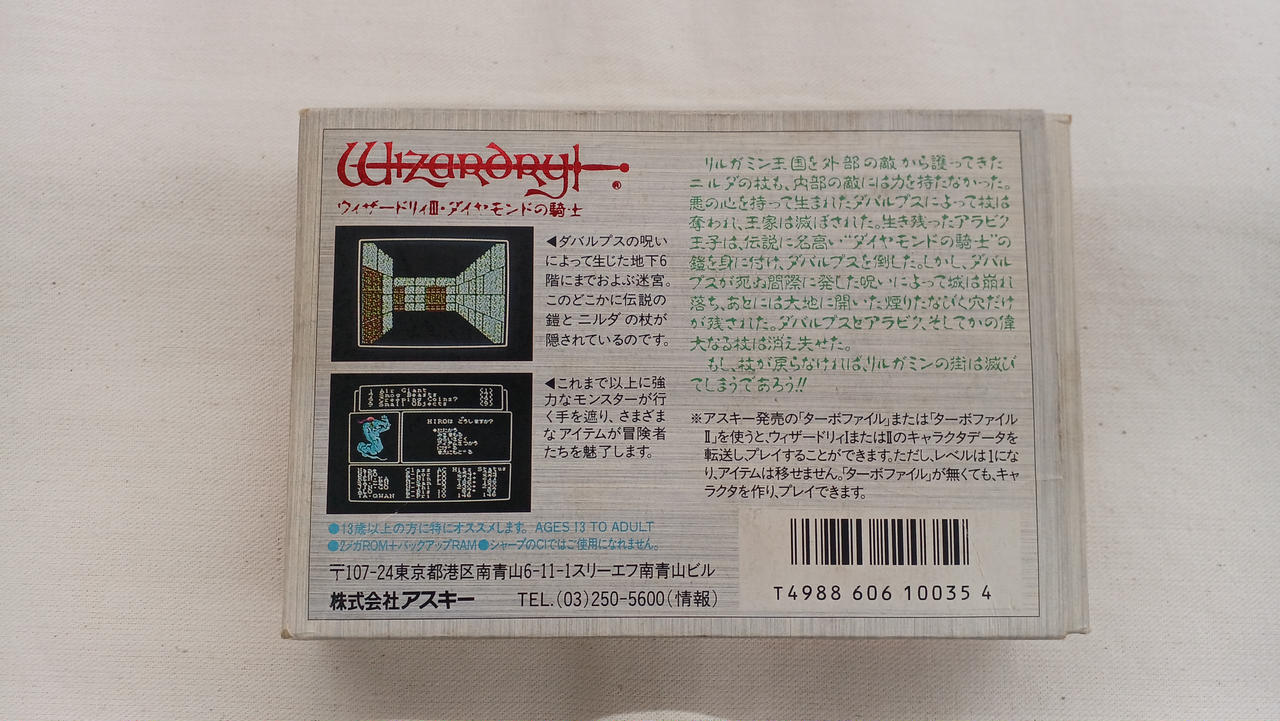 Wizardry®
ウィザードリィⅢ・ダイヤモンドの騎士
◀ダバルプスの呪い
によって生じた地下6
階にまでおよぶ迷宮。
このどこかに伝説の
鎧とニルダの杖が
隠されているのです。
1 Air Giant (1)
HIROは どうしますか?
◀これまで以上に強
力なモンスターが行
く手を遮り、さまざま
なアイテムが冒険者
たちを魅了します。
リルガミン王国を外部の敵から護ってきた
ニルダの杖も、内部の敵には力を持たなかった。
悪の心を持って生まれたダバルプスによって杖は
奪われ、王家は滅ぼされた。生き残ったアラビク
王子は、伝説に名高い“ダイヤモンドの騎士”の
鎧を身に付け、ダバルプスを倒した。しかし、ダバル
プスが死ぬ間際に発した呪いによって城は崩れ
落ち、あとには大地に開いた煙りたなびく穴だけ
が残された。ダバルプスとアラビク、そしてかの偉
大なる杖は消え失せた。
もし、杖が戻らなければ、リルガミンの街は滅び
てしまうであろう!!
※アスキー発売の「ターボファイル」または「ターボファイル
Ⅱ」を使うと、ウィザードリィⅠまたはⅡのキャラクタデータを
転送し、プレイすることができます。ただし、レベルは1にな
り、アイテムは移せません。「ターボファイル」が無くても、キャ
ラクタを作り、プレイできます。
●13歳以上の方に特にオススメします。AGES 13 TO ADULT
●2メガROM+バックアップRAM●シャープのC1ではご使用になれません。
〒107-24東京都港区南青山6-11-1スリーエフ南青山ビル
株式会社アスキー TEL.(03)250-5600(情報)
T4988 606 10035 4